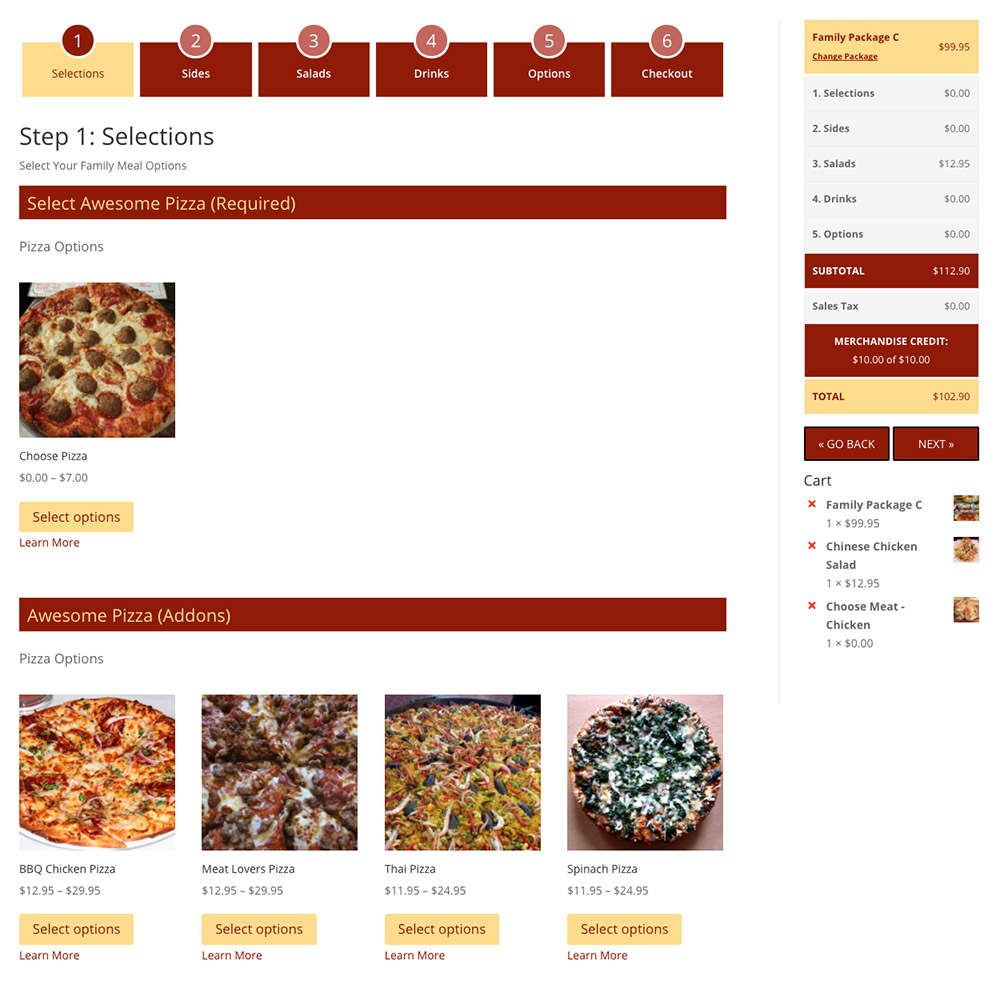 1
2
3
4
5
6
Selections
Sides
Salads
Drinks
Options
Checkout
Step 1: Selections
Select Your Family Meal Options
Select Awesome Pizza (Required)
Pizza Options
Choose Pizza
$0.00 – $7.00
Select options
Learn More
Awesome Pizza (Addons)
Pizza Options
BBQ Chicken Pizza
$12.95 – $29.95
Select options
Learn More
Meat Lovers Pizza
$12.95 – $29.95
Select options
Learn More
Thai Pizza
$11.95 – $24.95
Select options
Learn More
Spinach Pizza
$11.95 – $24.95
Select options
Learn More
Family Package C $99.95
Change Package
1. Selections $0.00
2. Sides $0.00
3. Salads $12.95
4. Drinks $0.00
5. Options $0.00
SUBTOTAL $112.90
Sales Tax $0.00
MERCHANDISE CREDIT:
$10.00 of $10.00
TOTAL $102.90
« GO BACK
NEXT »
Cart
× Family Package C
1 × $99.95
× Chinese Chicken
Salad
1 × $12.95
× Choose Meat -
Chicken
1 × $0.00